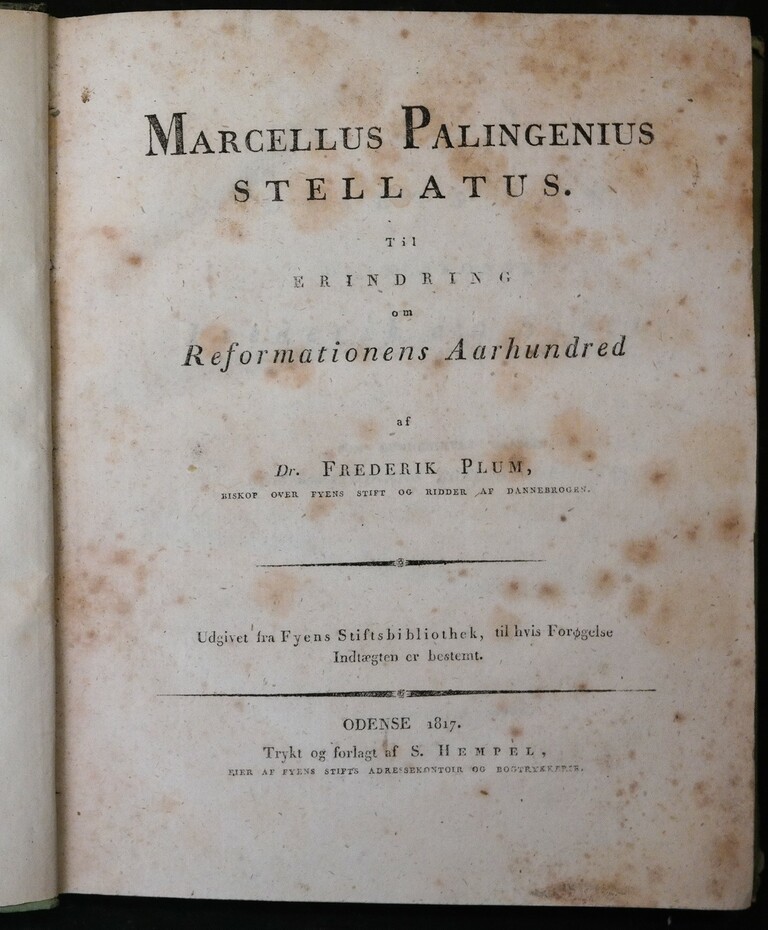 MARCELLUS PALINGENIUS
STELLATUS.
Til
ERINDRING
om
Reformationens Aarhundred
af
Dr. FREDERIK PLUM,
BISKOP OVER FYENS STIFT OG RIDDER AF DANNEBROGEN.
Udgivet fra Fyens Stiftsbibliothek, til hvis Forøgelse
Indtægten er bestemt.
ODENSE 1817.
Trykt og forlagt af S. HEMPEL,
EIER AF FYENS STIFTS ADRESSEKONTOIR OG BOGTRYKKERIE.